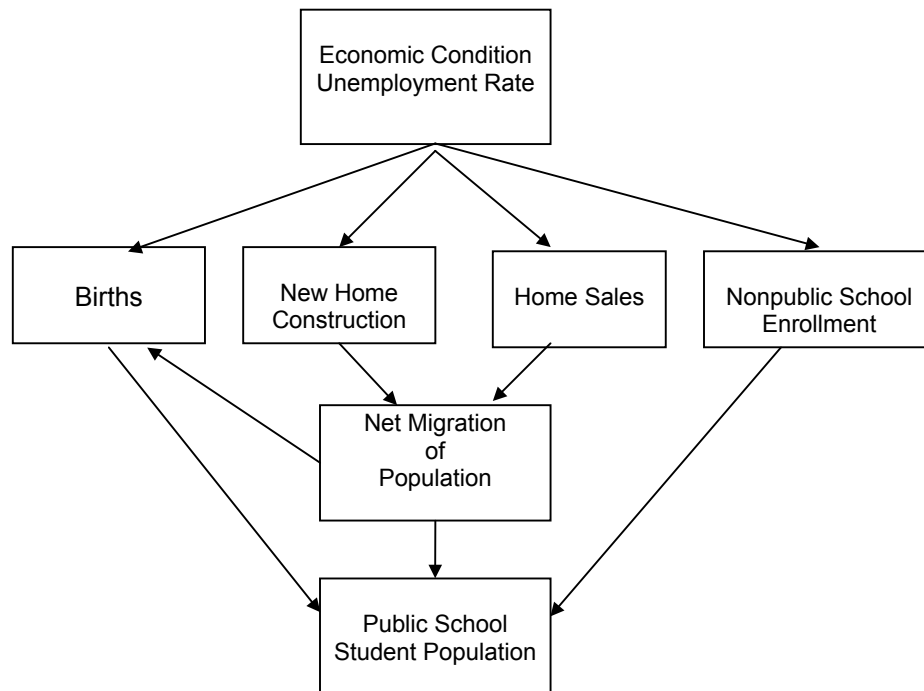 Economic Condition
Unemployment Rate
Births
New Home
Construction
Home Sales
Nonpublic School
Enrollment
Net Migration
of
Population
Public School
Student Population